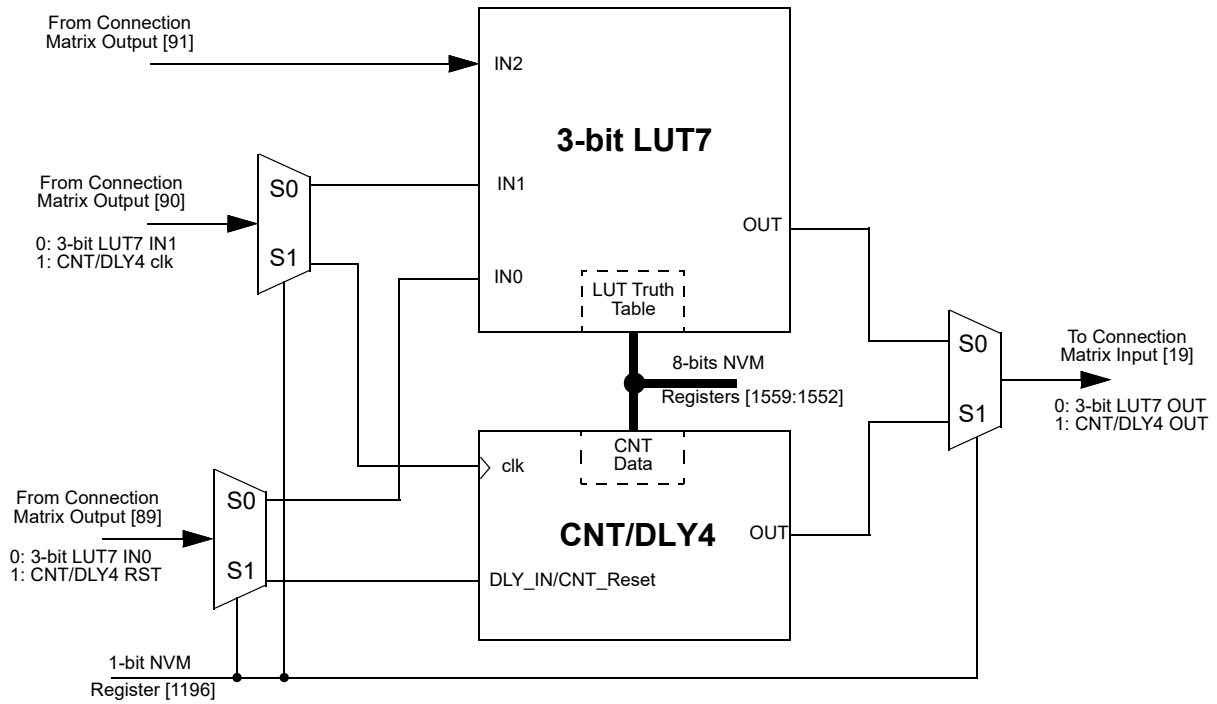 From Connection
Matrix Output [91]
IN2
3-bit LUT7
From Connection
Matrix Output [90]
S0
IN1
0: 3-bit LUT7 IN1
1: CNT/DLY4 clk
S1
OUT
IN0
LUT Truth
Table
S0
To Connection
Matrix Input [19]
8-bits NVM
Registers [1559:1552]
0: 3-bit LUT7 OUT
1: CNT/DLY4 OUT
S1
CNT
Data
clk
From Connection
Matrix Output [89]
S0
CNT/DLY4
OUT
0: 3-bit LUT7 IN0
1: CNT/DLY4 RST
S1
DLY_IN/CNT_Reset
1-bit NVM
Register [1196]